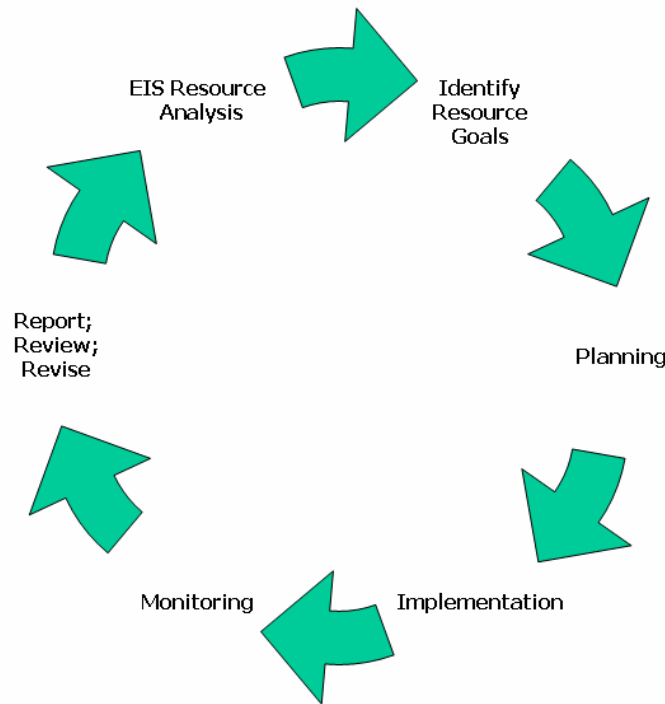 EIS Resource
Analysis
Identify
Resource
Goals
Planning
Implementation
Monitoring
Report;
Review;
Revise